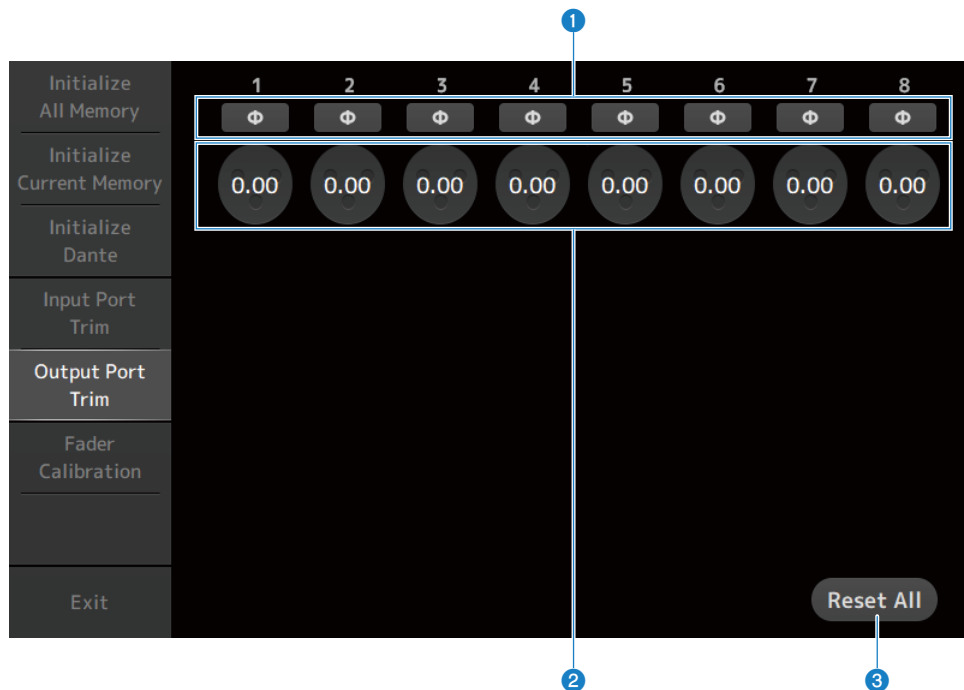 1
Initialize
All Memory
Initialize
Current Memory
Initialize
Dante
Input Port
Trim
Output Port
Trim
Fader
Calibration
Exit
1 2 3 4 5 6 7 8
Φ Φ Φ Φ Φ Φ Φ Φ
0.00 0.00 0.00 0.00 0.00 0.00 0.00 0.00
Reset All
2 3